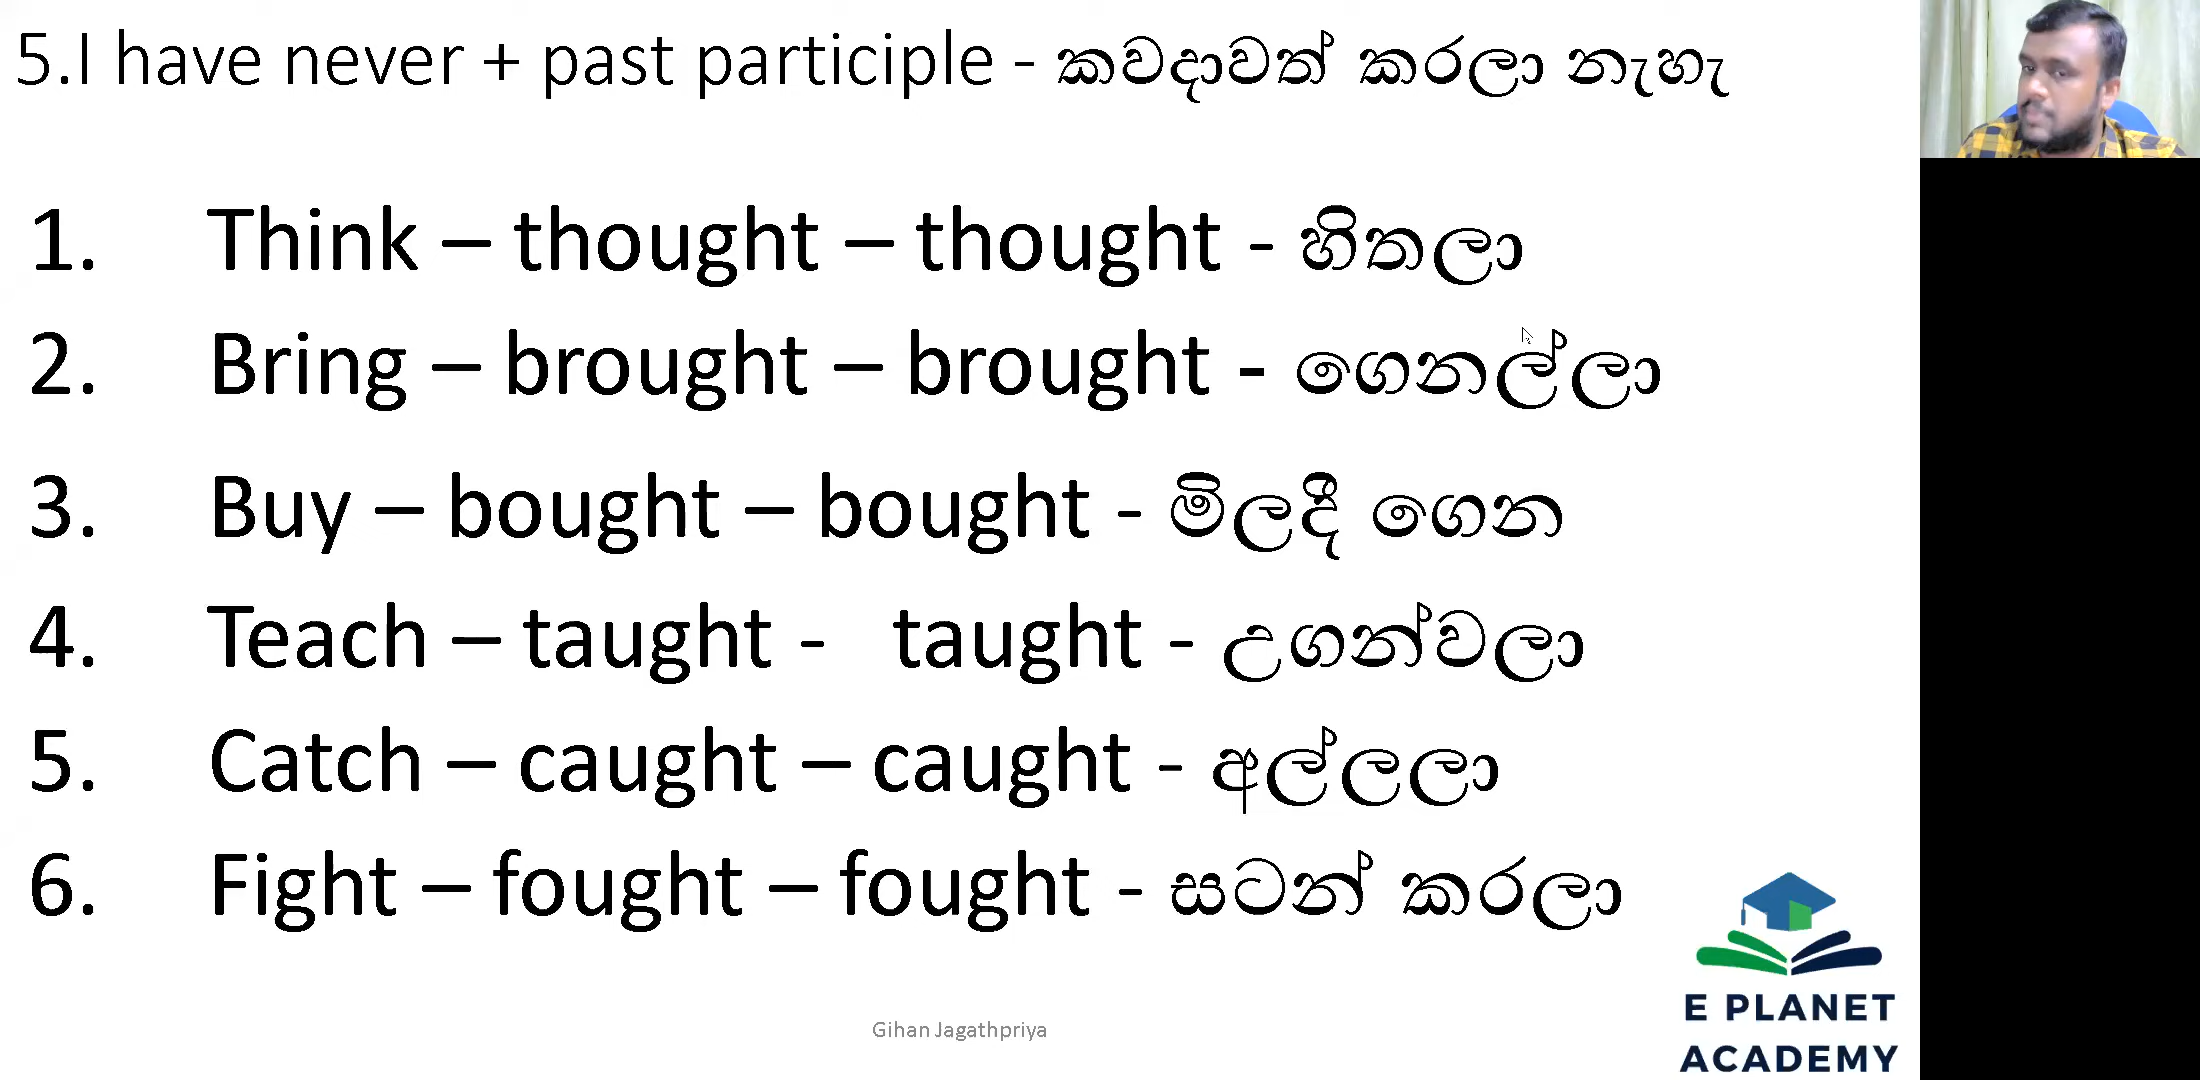 5.I have never + past participle - කවදාවත් කරලා නැහැ
1. Think – thought – thought - හිතලා
2. Bring – brought – brought - ගෙනල්ලා
3. Buy – bought – bought - මිලදී ගෙන
4. Teach – taught - taught - උගන්වලා
5. Catch – caught – caught - අල්ලලා
6. Fight – fought – fought - සටන් කරලා
Gihan Jagathpriya
E PLANET
ACADEMY